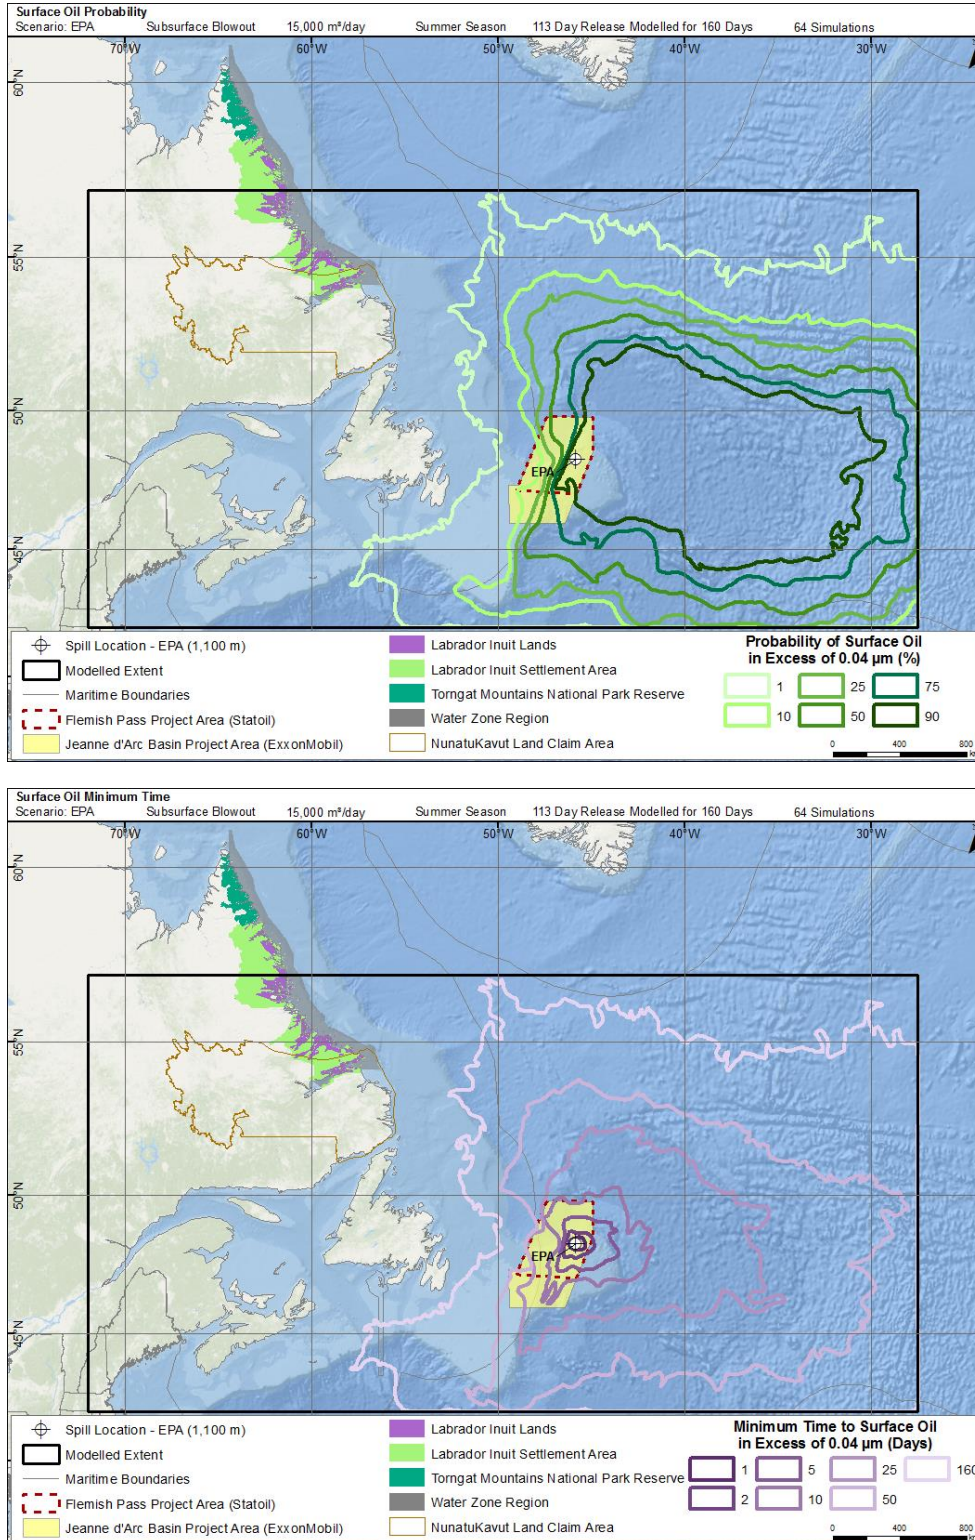 Surface Oil Probability
Scenario: EPA Subsurface Blowout 15,000 m³/day Summer Season 113 Day Release Modelled for 160 Days 64 Simulations
70°W 60°W 50°W 40°W 30°W
60°N
55°N
50°N
EPA
45°N
Spill Location - EPA (1,100 m)
Modelled Extent
Maritime Boundaries
Flemish Pass Project Area (Statoil)
Jeanne d'Arc Basin Project Area (ExxonMobil)
Labrador Inuit Lands
Labrador Inuit Settlement Area
Torngat Mountains National Park Reserve
Water Zone Region
NunatuKavut Land Claim Area
Probability of Surface Oil
in Excess of 0.04 µm (%)
1 25 75
10 50 90
0 400 800
km
Surface Oil Minimum Time
Scenario: EPA Subsurface Blowout 15,000 m³/day Summer Season 113 Day Release Modelled for 160 Days 64 Simulations
70°W 60°W 50°W 40°W 30°W
60°N
55°N
50°N
EPA
45°N
Spill Location - EPA (1,100 m)
Modelled Extent
Maritime Boundaries
Flemish Pass Project Area (Statoil)
Jeanne d'Arc Basin Project Area (ExxonMobil)
Labrador Inuit Lands
Labrador Inuit Settlement Area
Torngat Mountains National Park Reserve
Water Zone Region
NunatuKavut Land Claim Area
Minimum Time to Surface Oil
in Excess of 0.04 µm (Days)
1 5 25 160
2 10 50
0 400 800